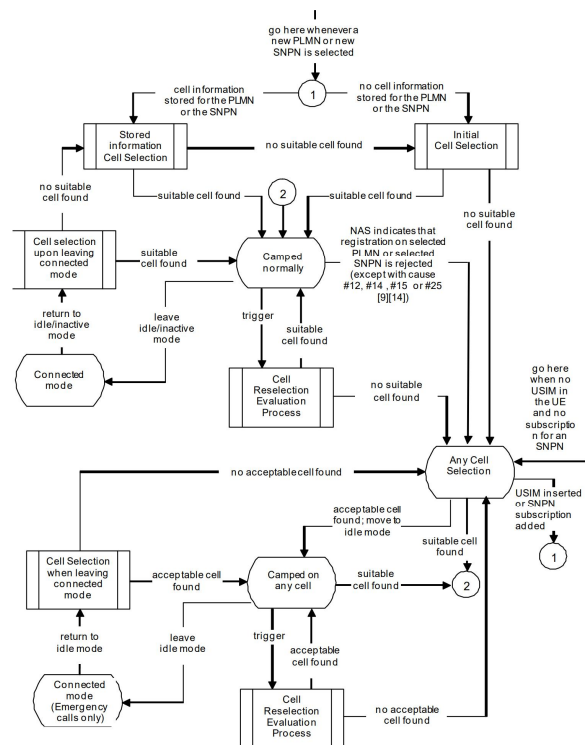 go here whenever a
new PLMN or new
SNPN is selected
1
cell information
stored for the PLMN
or the SNPN
no cell information
stored for the PLMN
or the SNPN
Stored
information
Cell Selection
no suitable cell found
Initial
Cell Selection
no suitable
cell found
suitable cell found
2
suitable cell found
no suitable
cell found
Cell selection
upon leaving
connected
mode
suitable
cell found
Camped
normally
NAS indicates that
registration on selected
PLMN or selected
SNPN is rejected
(except with cause
#12, #14 , #15 or #25
[9][14])
return to
idle/inactive
mode
leave
idle/inactive
mode
trigger
suitable
cell found
Connected
mode
Cell
Reselection
Evaluation
Process
no suitable
cell found
go here
when no
USIM in
the UE
and no
subscriptio
n for an
SNPN
no acceptable cell found
Any Cell
Selection
USIM inserted
or SNPN
subscription
added
acceptable cell
found; move to
idle mode
suitable
cell found
1
Cell Selection
when leaving
connected
mode
acceptable cell
found
Camped on
any cell
suitable
cell found
2
return to
idle mode
leave
idle mode
trigger
acceptable
cell found
Connected
mode
(Emergency
calls only)
Cell
Reselection
Evaluation
Process
no acceptable
cell found